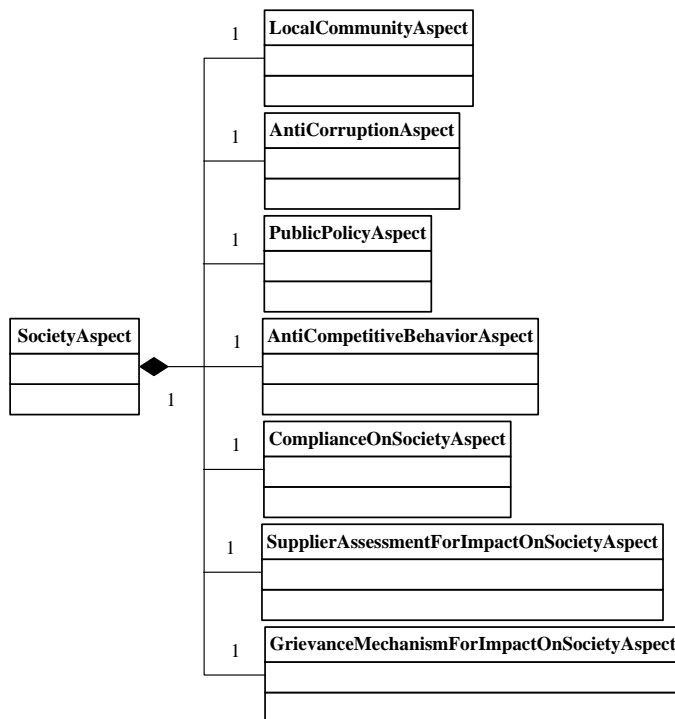 1
LocalCommunityAspect
1
AntiCorruptionAspect
1
PublicPolicyAspect
SocietyAspect
1
1
AntiCompetitiveBehaviorAspect
1
ComplianceOnSocietyAspect
1
SupplierAssessmentForImpactOnSocietyAspect
1
GrievanceMechanismForImpactOnSocietyAspect